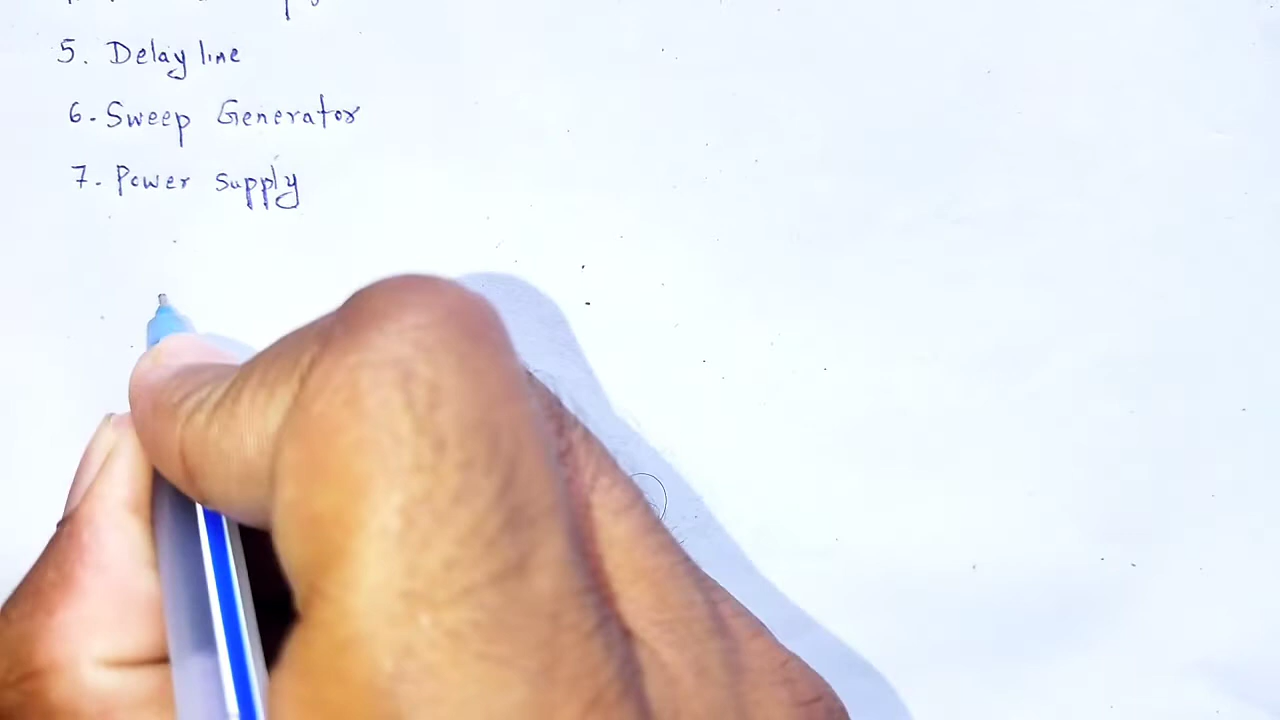 5. Delay line
6. Sweep Generator
7. Power supply